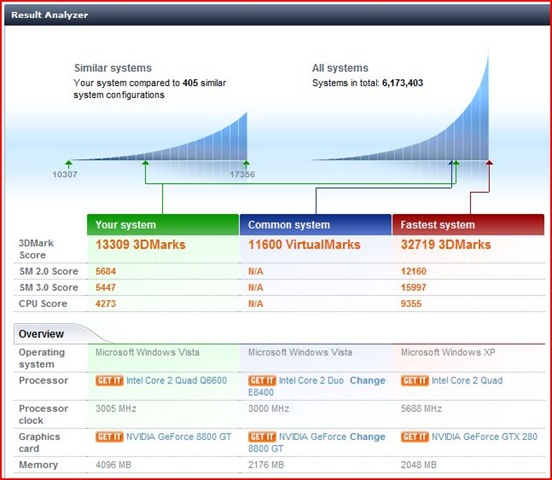 Result Analyzer
Similar systems
Your system compared to 405 similar
system configurations
All systems
Systems in total: 6,173,403
10307
17356
Your system Common system Fastest system
3DMark Score 13309 3DMarks 11600 VirtualMarks 32719 3DMarks
SM 2.0 Score 5684 N/A 12160
SM 3.0 Score 5447 N/A 15997
CPU Score 4273 N/A 9355
Overview
Operating system Microsoft Windows Vista Microsoft Windows Vista Microsoft Windows XP
Processor GET IT Intel Core 2 Quad Q6600 GET IT Intel Core 2 Duo E8400 Change GET IT Intel Core 2 Quad
Processor clock 3005 MHz 3000 MHz 5688 MHz
Graphics card GET IT NVIDIA GeForce 8800 GT GET IT NVIDIA GeForce 8800 GT Change GET IT NVIDIA GeForce GTX 280
Memory 4096 MB 2176 MB 2048 MB